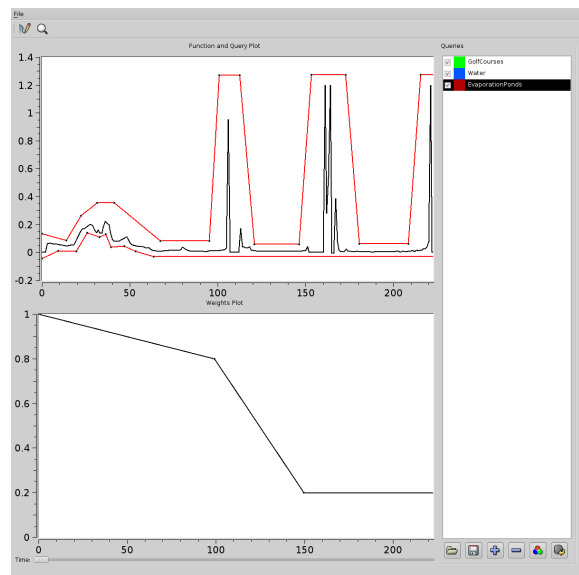 File
Function and Query Plot
Queries
1.4
1.2
1
0.8
0.6
0.4
0.2
0
-0.2
0 50 100 150 200
GolfCourses
Water
EvaporationPonds
Weights Plot
1
0.8
0.6
0.4
0.2
0
0 50 100 150 200
Time: